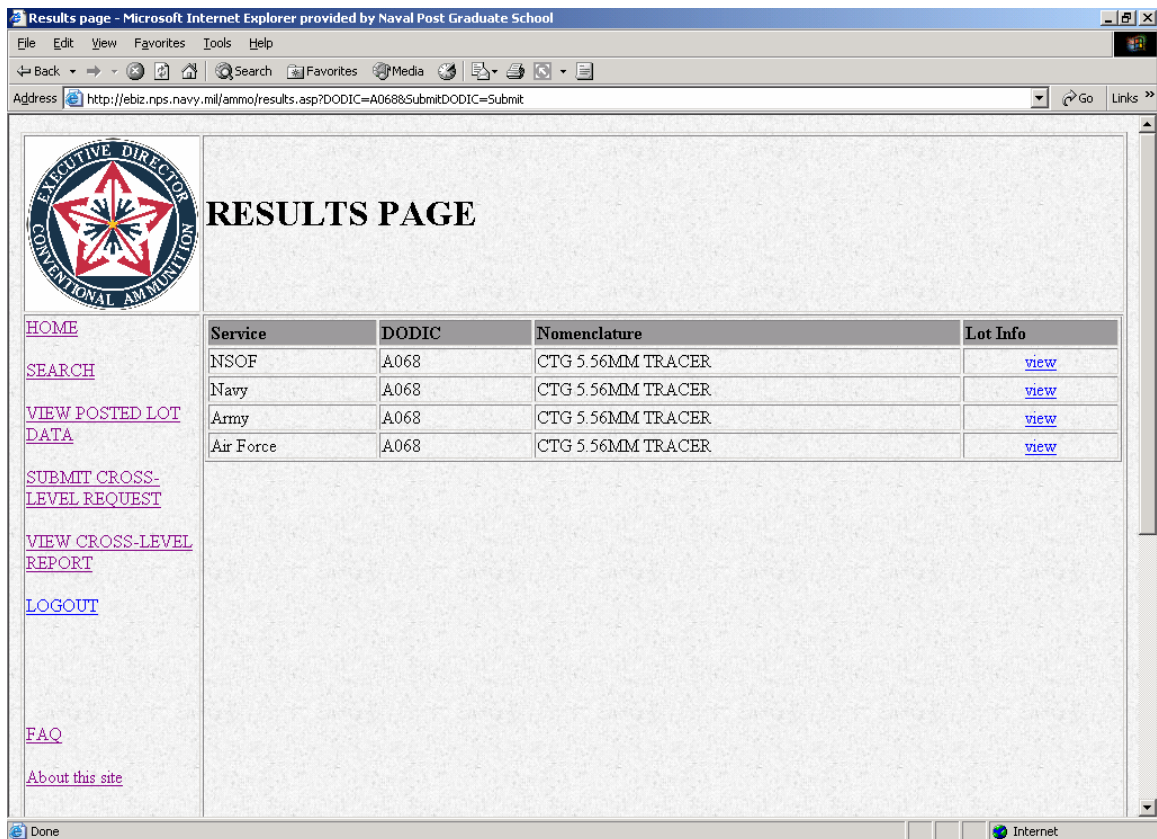 Results page - Microsoft Internet Explorer provided by Naval Post Graduate School
File Edit View Favorites Tools Help
Back Search Favorites Media
Address http://ebiz.nps.navy.mil/ammo/results.asp?DODIC=A068&SubmitDODIC=Submit Go Links »
EXECUTIVE DIRECTOR
CONVENTIONAL AMMUNITION
RESULTS PAGE
HOME
SEARCH
VIEW POSTED LOT
DATA
SUBMIT CROSS-
LEVEL REQUEST
VIEW CROSS-LEVEL
REPORT
LOGOUT
FAQ
About this site
Service DODIC Nomenclature Lot Info
NSOF A068 CTG 5.56MM TRACER view
Navy A068 CTG 5.56MM TRACER view
Army A068 CTG 5.56MM TRACER view
Air Force A068 CTG 5.56MM TRACER view
Done Internet